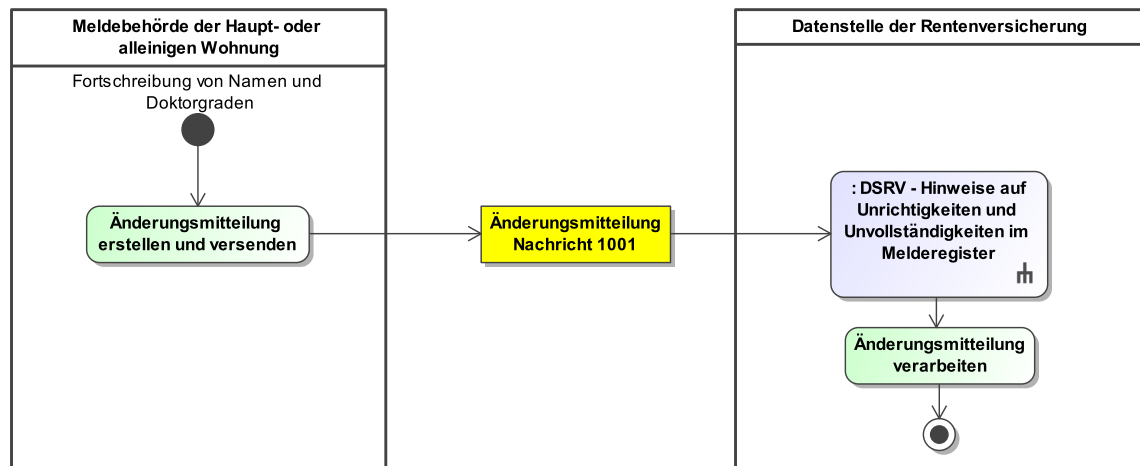 Meldebehörde der Haupt- oder
alleinigen Wohnung
Fortschreibung von Namen und
Doktorgraden
Änderungsmitteilung
erstellen und versenden
Änderungsmitteilung
Nachricht 1001
Datenstelle der Rentenversicherung
: DSRV - Hinweise auf
Unrichtigkeiten und
Unvollständigkeiten im
Melderegister
Änderungsmitteilung
verarbeiten